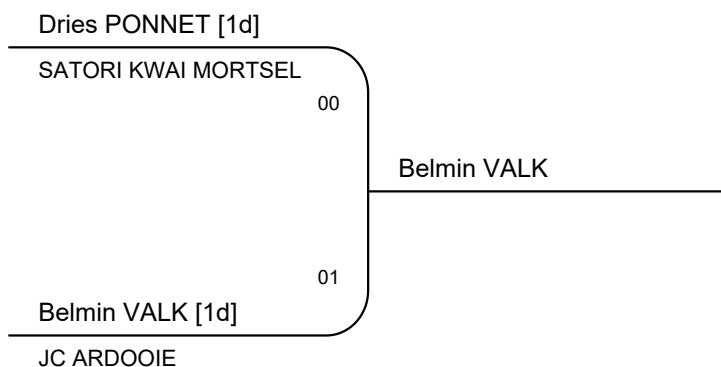 Dries PONNET [1d]
SATORI KWAI MORTSEL
00
Belmin VALK
01
Belmin VALK [1d]
JC ARDOOIE